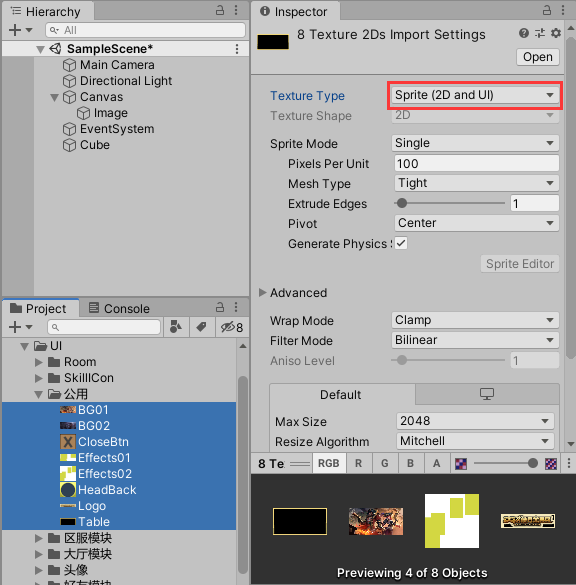 Hierarchy
All
SampleScene*
Main Camera
Directional Light
Canvas
Image
EventSystem
Cube
Project
Console
8
UI
Room
SkillICon
公用
BG01
BG02
CloseBtn
Effects01
Effects02
HeadBack
Logo
Table
区服模块
大厅模块
头像
好友模块
Inspector
8 Texture 2Ds Import Settings
Open
Texture Type Sprite (2D and UI)
Texture Shape 2D
Sprite Mode Single
Pixels Per Unit 100
Mesh Type Tight
Extrude Edges 1
Pivot Center
Generate Physics S
Sprite Editor
Advanced
Wrap Mode Clamp
Filter Mode Bilinear
Aniso Level 1
Default
Max Size 2048
Resize Algorithm Mitchell
8 Te RGB R G B A
Previewing 4 of 8 Objects